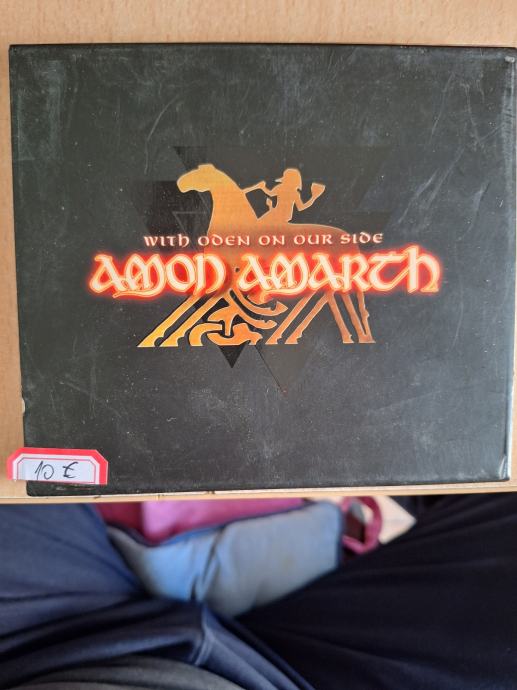 WITH ODEN ON OUR SIDE
AMON AMARTH
10 €